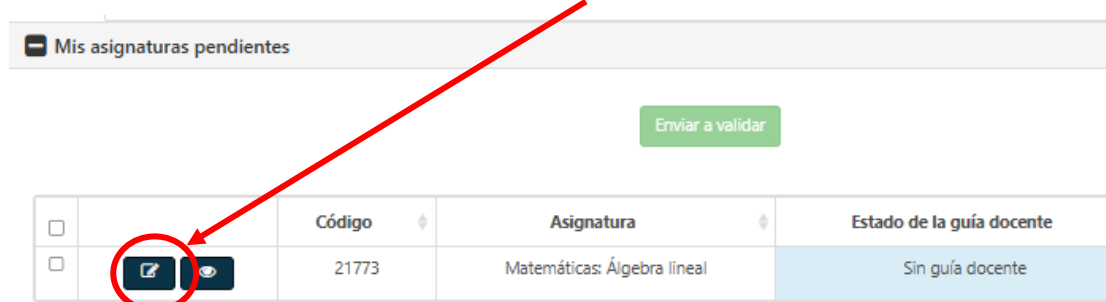 Mis asignaturas pendientes
Enviar a validar
Código Asignatura Estado de la guía docente
21773 Matemáticas: Álgebra lineal Sin guía docente